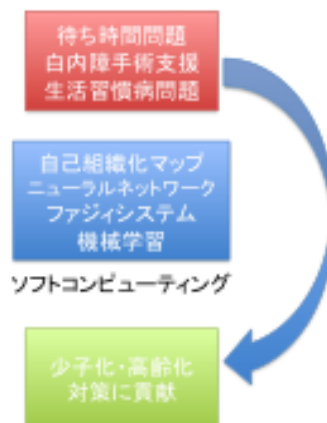 待ち時間問題
白内障手術支援
生活習慣病問題
自己組織化マップ
ニューラルネットワーク
ファジィシステム
機械学習
ソフトコンピューティング
少子化・高齢化
対策に貢献